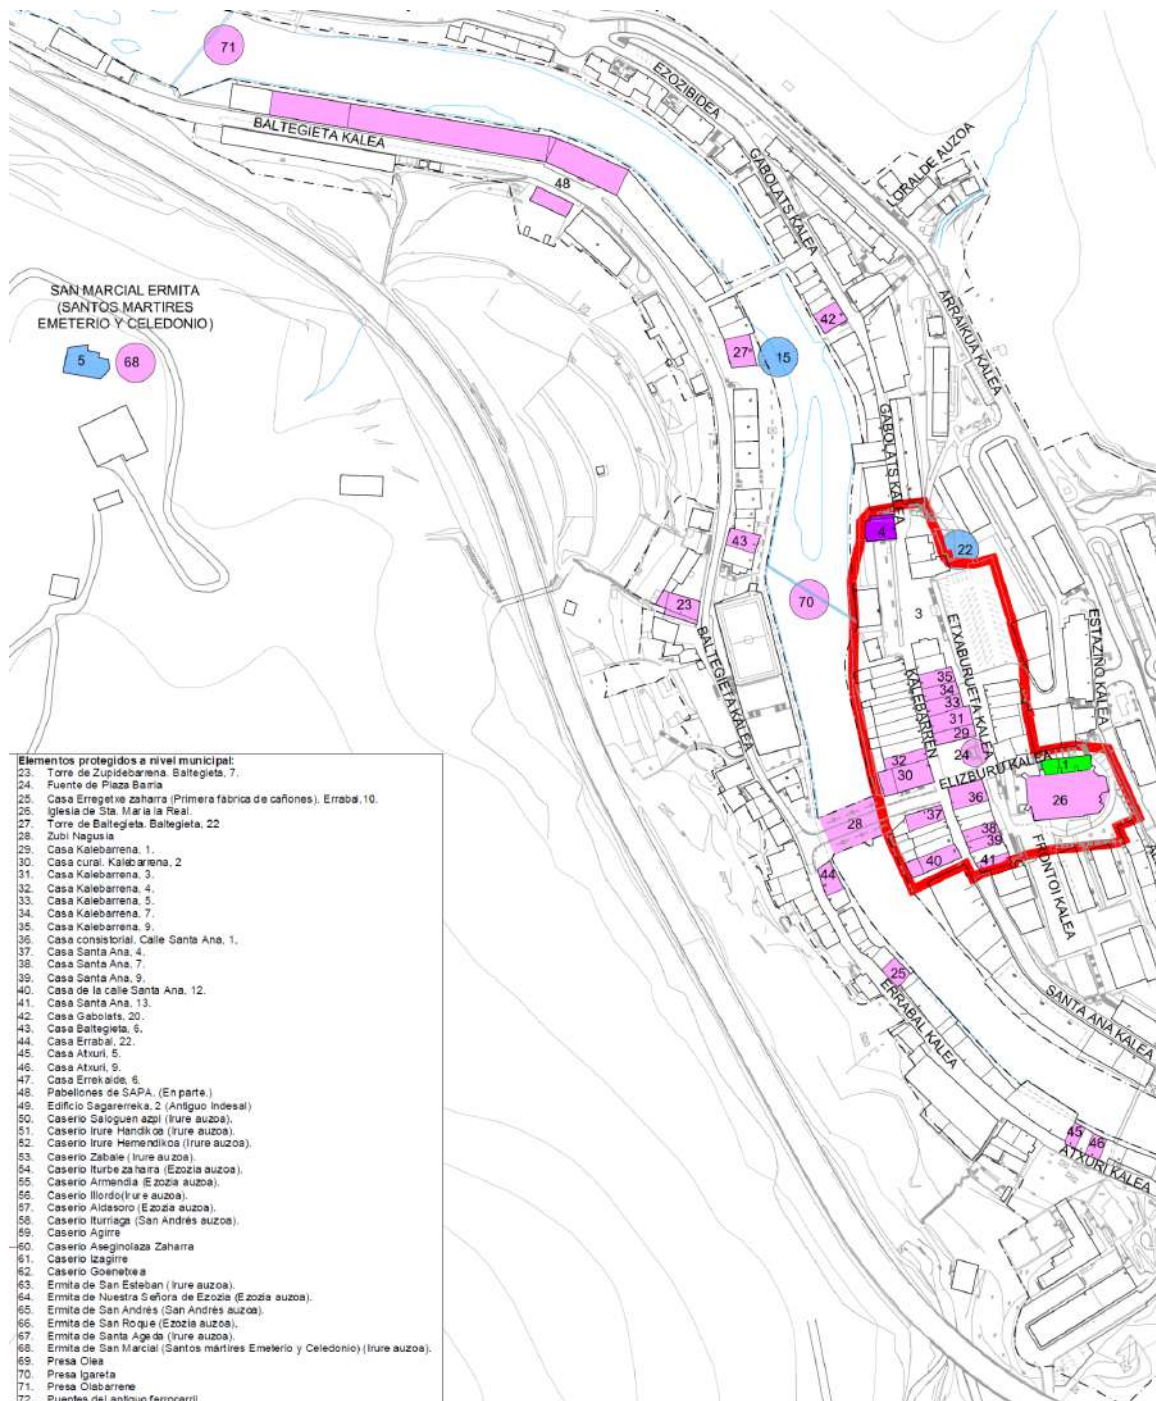 71
EZOZIBIDEA
BALTEGIETA KALEA
GABOLATS KALEA
ORALDE AUZOA
48
SAN MARCIAL ERMITA
(SANTOS MARTIRES
EMETERIO Y CELEDONIO)
5
68
42
27
15
ARRAIKUA KALEA
GABOLATS KALEA
4
22
43
70
23
3
BALTEGIETA KALEA
ETXABURUETA KALEA
ESTAZIÑO KALEA
KALEBARREN
35
34
33
31
29
24
32
30
ELIZBURU KALEA
1
26
36
28
37
38
39
40
41
44
FRONTOI KALEA
25
ERRABAL KALEA
SANTA ANA KALEA
45
46
ATXURI KALEA
Elementos protegidos a nivel municipal:
23. Torre de Zupidebarrena. Baltegieta, 7.
24. Fuente de Plaza Barria
25. Casa Erregetxe zaharra (Primera fábrica de cañones). Errabal,10.
26. Iglesia de Sta. Maria la Real.
27. Torre de Baltegieta. Baltegieta, 22
28. Zubi Nagusia
29. Casa Kalebarrena, 1.
30. Casa cural. Kalebarrena, 2
31. Casa Kalebarrena, 3.
32. Casa Kalebarrena, 4.
33. Casa Kalebarrena, 5.
34. Casa Kalebarrena, 7.
35. Casa Kalebarrena, 9.
36. Casa consistorial. Calle Santa Ana, 1.
37. Casa Santa Ana, 4.
38. Casa Santa Ana, 7.
39. Casa Santa Ana, 9.
40. Casa de la calle Santa Ana, 12.
41. Casa Santa Ana, 13.
42. Casa Gabolats, 20.
43. Casa Baltegieta, 6.
44. Casa Errabal, 22.
45. Casa Atxuri, 5.
46. Casa Atxuri, 9.
47. Casa Errekalde, 6.
48. Pabellones de SAPA. (En parte.)
49. Edificio Sagarerreka, 2 (Antiguo Indesal)
50. Caserio Saloguen azpi (Irure auzoa).
51. Caserio Irure Handikoa (Irure auzoa).
52. Caserio Irure Hemendikoa (Irure auzoa).
53. Caserio Zabale (Irure auzoa).
54. Caserio Iturbe zaharra (Ezozia auzoa).
55. Caserio Armendia (Ezozia auzoa).
56. Caserio Illordo(Irure auzoa).
57. Caserio Aldasoro (Ezozia auzoa).
58. Caserio Iturriaga (San Andrés auzoa).
59. Caserio Agirre
60. Caserio Aseginolaza Zaharra
61. Caserio Izagirre
62. Caserio Goenetxea
63. Ermita de San Esteban (Irure auzoa).
64. Ermita de Nuestra Señora de Ezozia (Ezozia auzoa).
65. Ermita de San Andrés (San Andrés auzoa).
66. Ermita de San Roque (Ezozia auzoa).
67. Ermita de Santa Ageda (Irure auzoa).
68. Ermita de San Marcial (Santos mártires Emeterio y Celedonio) (Irure auzoa).
69. Presa Olea
70. Presa Igareta
71. Presa Olabarrene
72. Puentes del antiguo ferrocarril